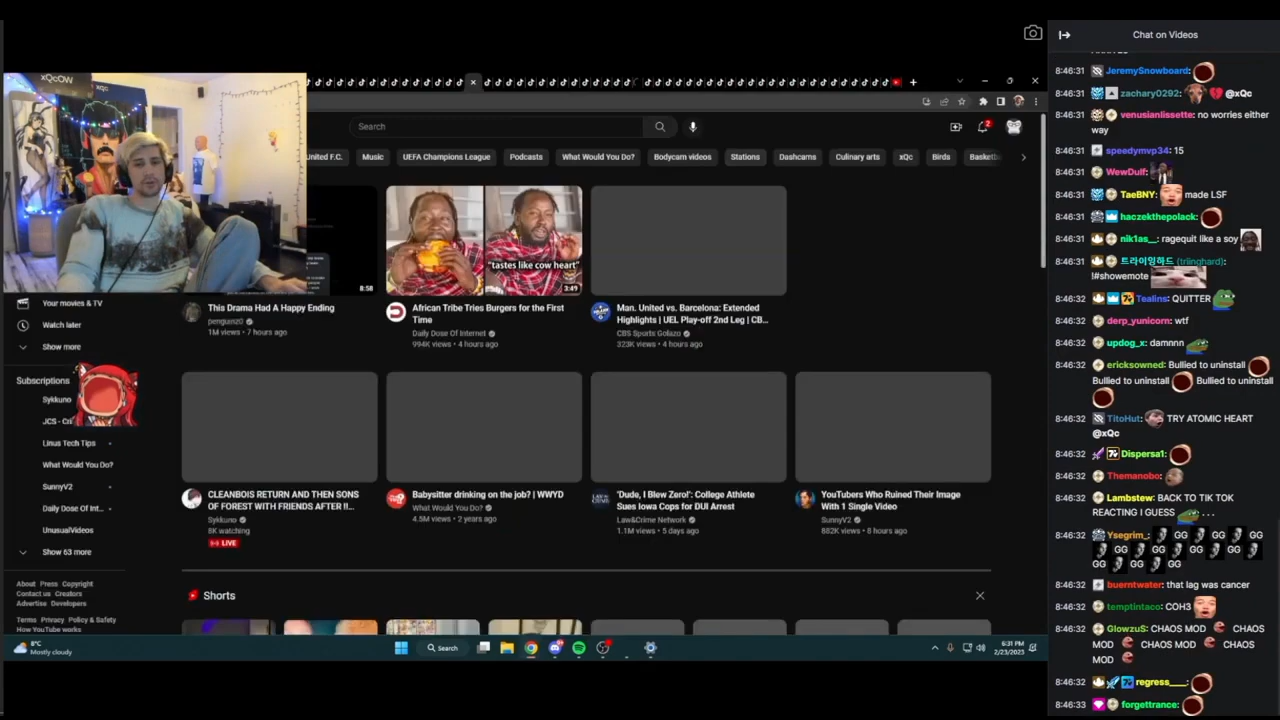 Chat on Videos
8:46:31 JeremySnowboard:
8:46:31 zachary0292: @xQc
8:46:31 venusianlissette: no worries either
way
8:46:31 speedymvp34: 15
8:46:31 WewDulf:
8:46:31 TaeBNY: made LSF
8:46:31 haczekthepolack:
8:46:31 nik1as__: ragequit like a soy
8:46:31 트라이밍하드 (triinghard):
!#showemote
8:46:32 Tealins: QUITTER
8:46:32 derp_yunicorn: wtf
8:46:32 updog_x: damnnn
8:46:32 ericksowned: Bullied to uninstall
Bullied to uninstall Bullied to uninstall
8:46:32 TitoHut: TRY ATOMIC HEART
@xQc
8:46:32 Dispersa1:
8:46:32 Themanobo:
8:46:32 Lambstew: BACK TO TIK TOK
REACTING I GUESS . . .
8:46:32 Ysegrim_: GG GG GG
GG GG GG GG
GG GG GG
8:46:32 buerntwater: that lag was cancer
8:46:32 temptintaco: COH3
8:46:32 GlowzuS: CHAOS MOD CHAOS
MOD CHAOS MOD CHAOS
MOD
8:46:32 regress____:
8:46:33 forgettrance:
xQcOW
xqc
Search
2
United F.C. Music UEFA Champions League Podcasts What Would You Do? Bodycam videos Stations Dashcams Culinary arts xQc Birds Basketb
8:58
"tastes like cow heart"
3:49
Your movies & TV
Watch later
Show more
This Drama Had A Happy Ending
penguinz0
1M views • 7 hours ago
African Tribe Tries Burgers for the First
Time
Daily Dose Of Internet
994K views • 4 hours ago
Man. United vs. Barcelona: Extended
Highlights | UEL Play-off 2nd Leg | CB...
CBS Sports Golazo
323K views • 4 hours ago
Subscriptions
Sykkuno
JCS - Cri
Linus Tech Tips
What Would You Do?
SunnyV2
Daily Dose Of Int...
UnusualVideos
Show 63 more
CLEANBOIS RETURN AND THEN SONS
OF FOREST WITH FRIENDS AFTER !!...
Sykkuno
8K watching
LIVE
Babysitter drinking on the job? | WWYD
What Would You Do?
4.5M views • 2 years ago
LAW&CRIME
'Dude, I Blew Zero!': College Athlete
Sues Iowa Cops for DUI Arrest
Law&Crime Network
1.1M views • 5 days ago
YouTubers Who Ruined Their Image
With 1 Single Video
SunnyV2
882K views • 8 hours ago
About Press Copyright
Contact us Creators
Advertise Developers
Terms Privacy Policy & Safety
How YouTube works
Shorts
8°C
Mostly cloudy
Search
6:31 PM
2/23/2023